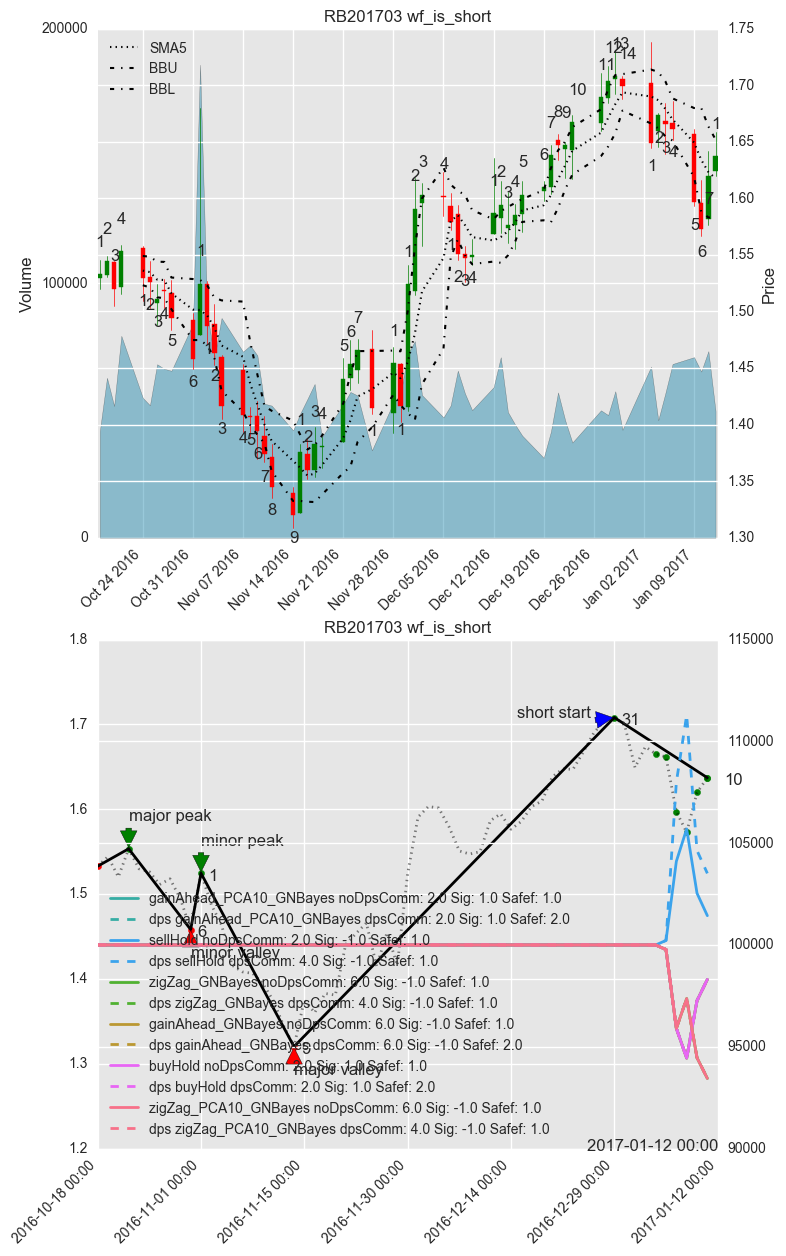 RB201703 wf_is_short
200000
100000
0
Volume
SMA5
BBU
BBL
1.75
1.70
1.65
1.60
1.55
1.50
1.45
1.40
1.35
1.30
Price
Oct 24 2016
Oct 31 2016
Nov 07 2016
Nov 14 2016
Nov 21 2016
Nov 28 2016
Dec 05 2016
Dec 12 2016
Dec 19 2016
Dec 26 2016
Jan 02 2017
Jan 09 2017
RB201703 wf_is_short
1.8
1.7
1.6
1.5
1.4
1.3
1.2
115000
110000
105000
100000
95000
90000
short start
31
10
major peak
minor peak
1
6
minor valley
major valley
gainAhead_PCA10_GNBayes noDpsComm: 2.0 Sig: 1.0 Safef: 1.0
dps gainAhead_PCA10_GNBayes dpsComm: 2.0 Sig: 1.0 Safef: 2.0
sellHold noDpsComm: 2.0 Sig: -1.0 Safef: 1.0
dps sellHold dpsComm: 4.0 Sig: -1.0 Safef: 1.0
zigZag_GNBayes noDpsComm: 6.0 Sig: -1.0 Safef: 1.0
dps zigZag_GNBayes dpsComm: 4.0 Sig: -1.0 Safef: 1.0
gainAhead_GNBayes noDpsComm: 6.0 Sig: -1.0 Safef: 1.0
dps gainAhead_GNBayes dpsComm: 6.0 Sig: -1.0 Safef: 2.0
buyHold noDpsComm: 2.0 Sig: 1.0 Safef: 1.0
dps buyHold dpsComm: 2.0 Sig: 1.0 Safef: 2.0
zigZag_PCA10_GNBayes noDpsComm: 6.0 Sig: -1.0 Safef: 1.0
dps zigZag_PCA10_GNBayes dpsComm: 4.0 Sig: -1.0 Safef: 1.0
2017-01-12 00:00
2016-10-18 00:00
2016-11-01 00:00
2016-11-15 00:00
2016-11-30 00:00
2016-12-14 00:00
2016-12-29 00:00
2017-01-12 00:00